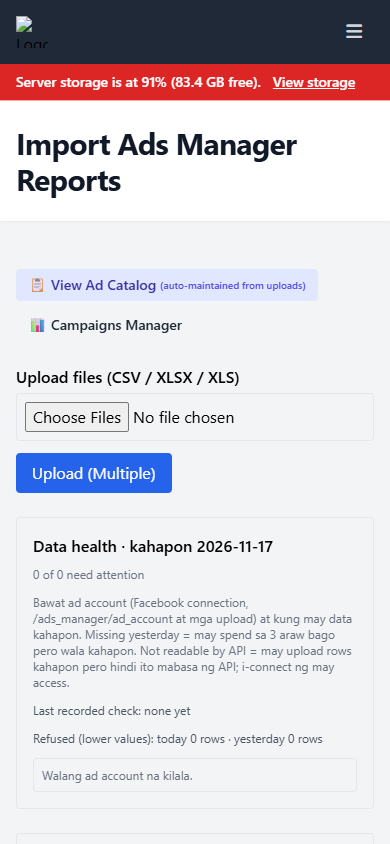 Logo
Server storage is at 91% (83.4 GB free). View storage
Import Ads Manager
Reports
View Ad Catalog (auto-maintained from uploads)
Campaigns Manager
Upload files (CSV / XLSX / XLS)
Choose Files No file chosen
Upload (Multiple)
Data health · kahapon 2026-11-17
0 of 0 need attention
Bawat ad account (Facebook connection,
/ads_manager/ad_account at mga upload) at kung may data
kahapon. Missing yesterday = may spend sa 3 araw bago
pero wala kahapon. Not readable by API = may upload rows
kahapon pero hindi ito mabasa ng API; i-connect ng may
access.
Last recorded check: none yet
Refused (lower values): today 0 rows · yesterday 0 rows
Walang ad account na kilala.